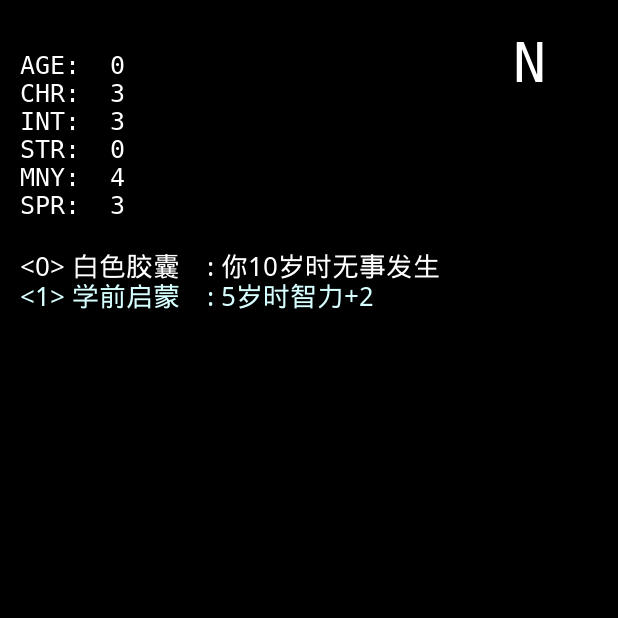 N
AGE: 0
CHR: 3
INT: 3
STR: 0
MNY: 4
SPR: 3
<0> 白色胶囊 : 你10岁时无事发生
<1> 学前启蒙 : 5岁时智力+2